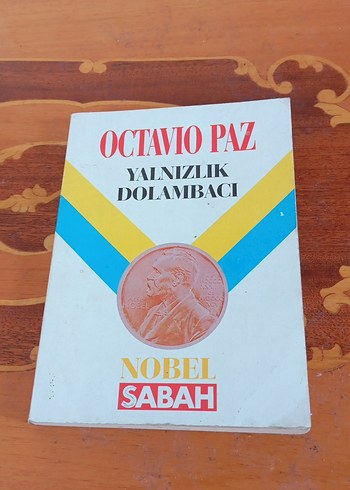 OCTAVIO PAZ
YALNIZLIK
DOLAMBACI
NOBEL
SABAH